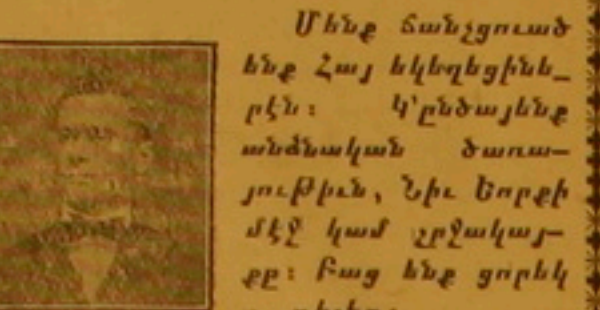 Մենք ճանչցուած
ենք Հայ եկեղեցինե_
րէն։ Կ՚ընծայենք
անձնական ծառա—
յութիւն, Նիւ Եորքի
մէջ կամ շրջակայ—
քը։ Բաց ենք ցորեկ